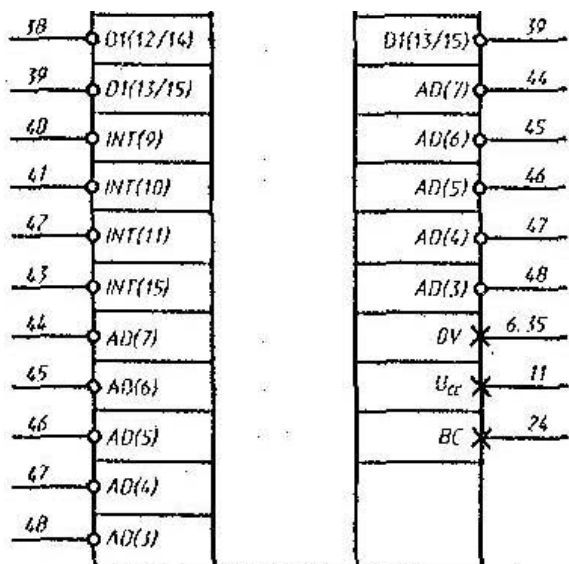 38 D1(12/14) D1(13/15) 39
39 D1(13/15) AD(7) 44
40 INT(9) AD(6) 45
41 INT(10) AD(5) 46
42 INT(11) AD(4) 47
43 INT(15) AD(3) 48
44 AD(7) 0V 6.35
45 AD(6) Ucc 11
46 AD(5) BC 24
47 AD(4)
48 AD(3)